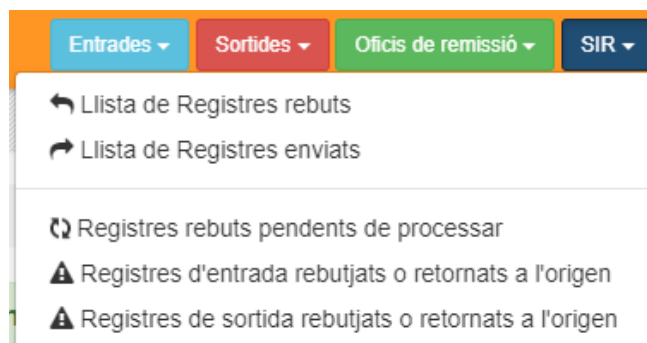 Entrades Sortides Oficis de remissió SIR
Llista de Registres rebuts
Llista de Registres enviats
Registres rebuts pendents de processar
Registres d'entrada rebutjats o retornats a l'origen
Registres de sortida rebutjats o retornats a l'origen